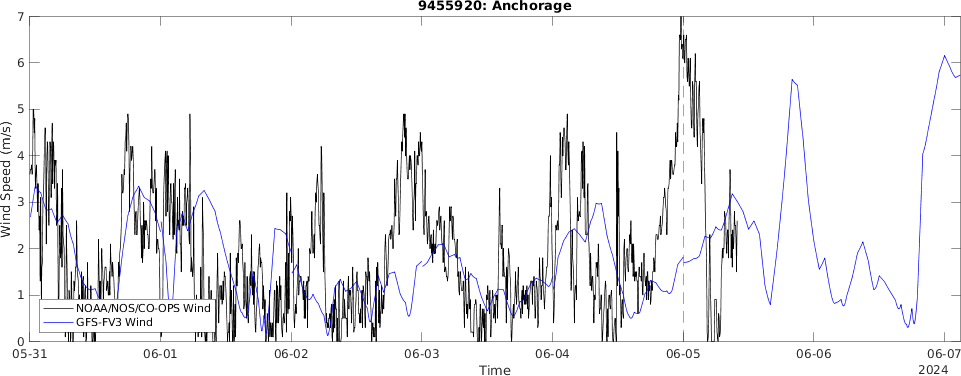 9455920: Anchorage
7
6
5
4
3
2
1
0
Wind Speed (m/s)
NOAA/NOS/CO-OPS Wind
GFS-FV3 Wind
05-31 06-01 06-02 06-03 06-04 06-05 06-06 06-07
Time
2024